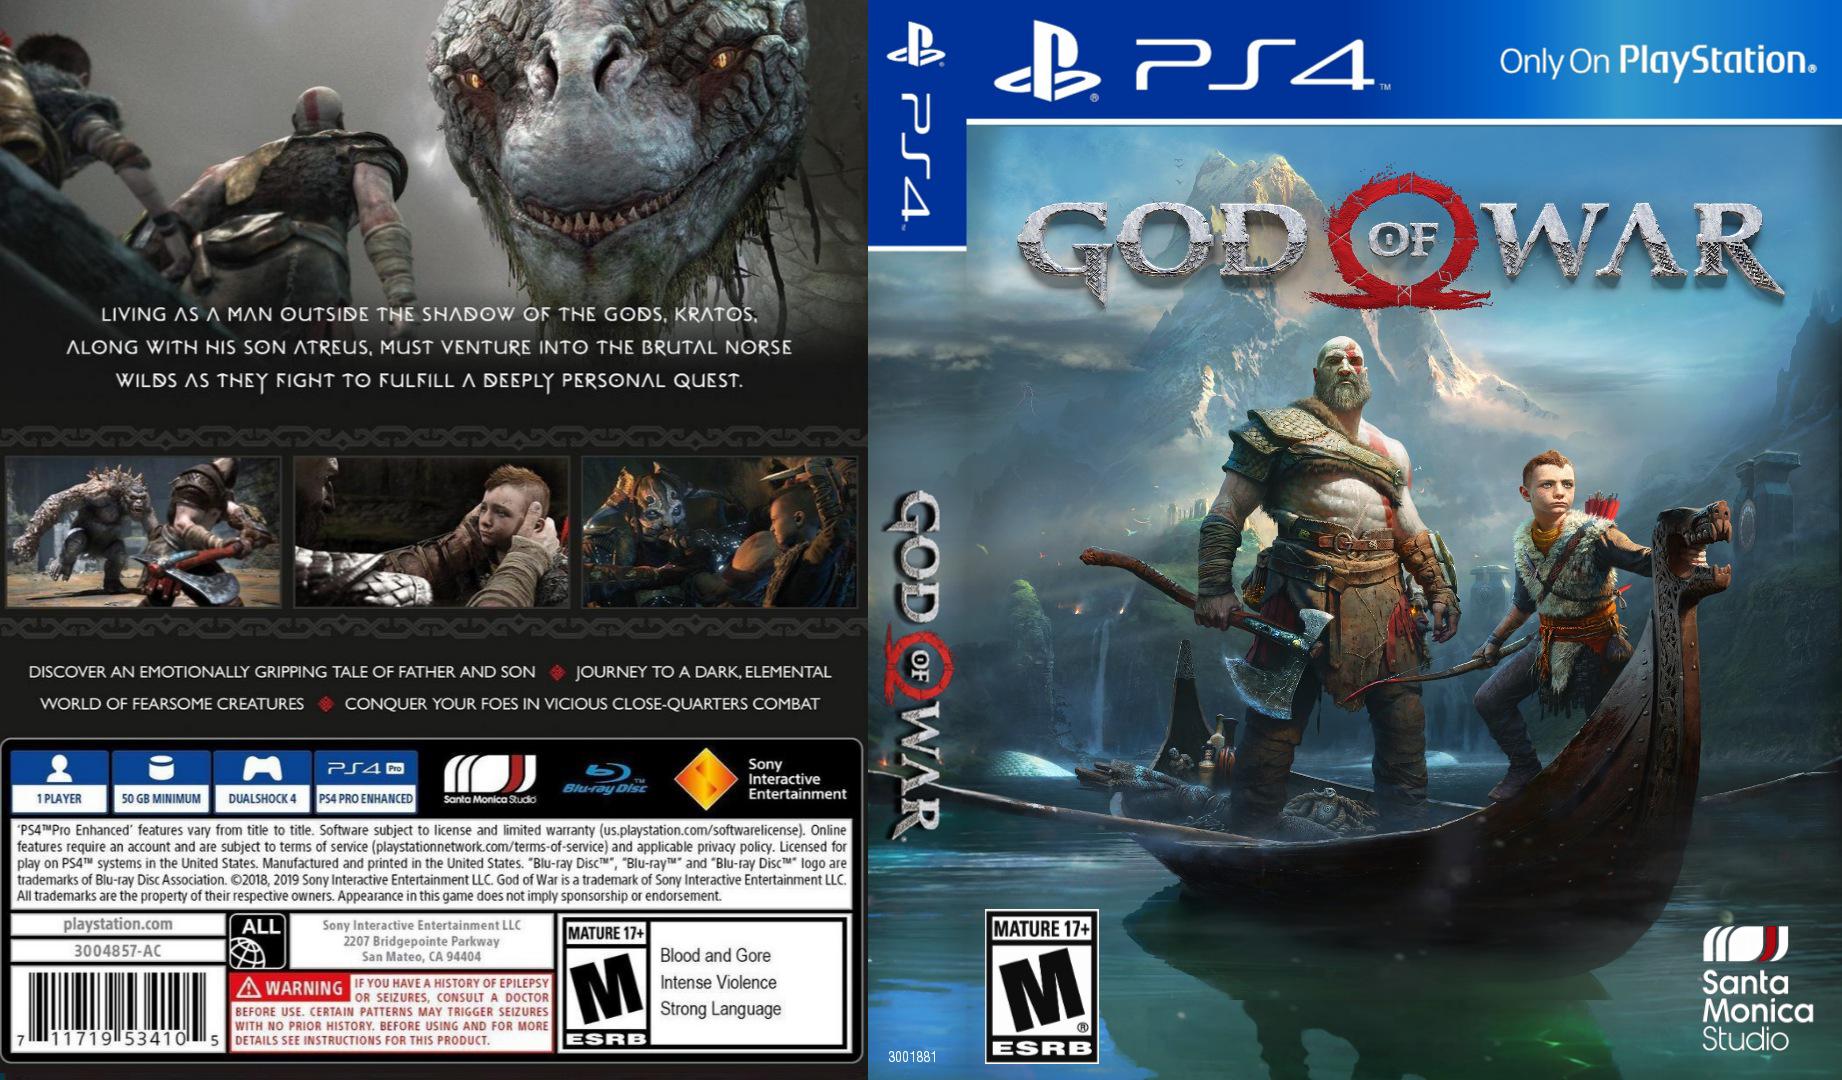 LIVING AS A MAN OUTSIDE THE SHADOW OF THE GODS, KRATOS,
ALONG WITH HIS SON ATREUS, MUST VENTURE INTO THE BRUTAL NORSE
WILDS AS THEY FIGHT TO FULFILL A DEEPLY PERSONAL QUEST.
DISCOVER AN EMOTIONALLY GRIPPING TALE OF FATHER AND SON JOURNEY TO A DARK, ELEMENTAL
WORLD OF FEARSOME CREATURES CONQUER YOUR FOES IN VICIOUS CLOSE-QUARTERS COMBAT
1 PLAYER
50 GB MINIMUM
DUALSHOCK 4
PS4 Pro
PS4 PRO ENHANCED
Santa Monica Studio
Blu-ray Disc™
Sony
Interactive
Entertainment
'PS4™Pro Enhanced' features vary from title to title. Software subject to license and limited warranty (us.playstation.com/softwarelicense). Online
features require an account and are subject to terms of service (playstationnetwork.com/terms-of-service) and applicable privacy policy. Licensed for
play on PS4™ systems in the United States. Manufactured and printed in the United States. "Blu-ray Disc™", "Blu-ray™" and "Blu-ray Disc™" logo are
trademarks of Blu-ray Disc Association. ©2018, 2019 Sony Interactive Entertainment LLC. God of War is a trademark of Sony Interactive Entertainment LLC.
All trademarks are the property of their respective owners. Appearance in this game does not imply sponsorship or endorsement.
playstation.com
3004857-AC
ALL
Sony Interactive Entertainment LLC
2207 Bridgepointe Parkway
San Mateo, CA 94404
7 11719 53410 5
WARNING IF YOU HAVE A HISTORY OF EPILEPSY
OR SEIZURES, CONSULT A DOCTOR
BEFORE USE. CERTAIN PATTERNS MAY TRIGGER SEIZURES
WITH NO PRIOR HISTORY. BEFORE USING AND FOR MORE
DETAILS SEE INSTRUCTIONS FOR THIS PRODUCT.
MATURE 17+
M
ESRB
Blood and Gore
Intense Violence
Strong Language
PS4™
GOD OF WAR
3001881
PS4™
Only On PlayStation®
GOD OF WAR
MATURE 17+
M®
ESRB
Santa
Monica
Studio